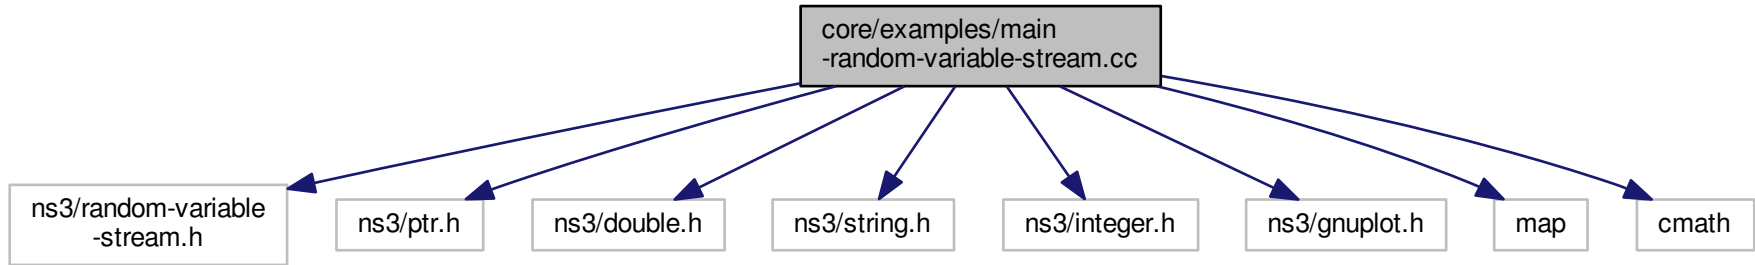 core/examples/main
-random-variable-stream.cc
ns3/random-variable
-stream.h
ns3/ptr.h
ns3/double.h
ns3/string.h
ns3/integer.h
ns3/gnuplot.h
map
cmath